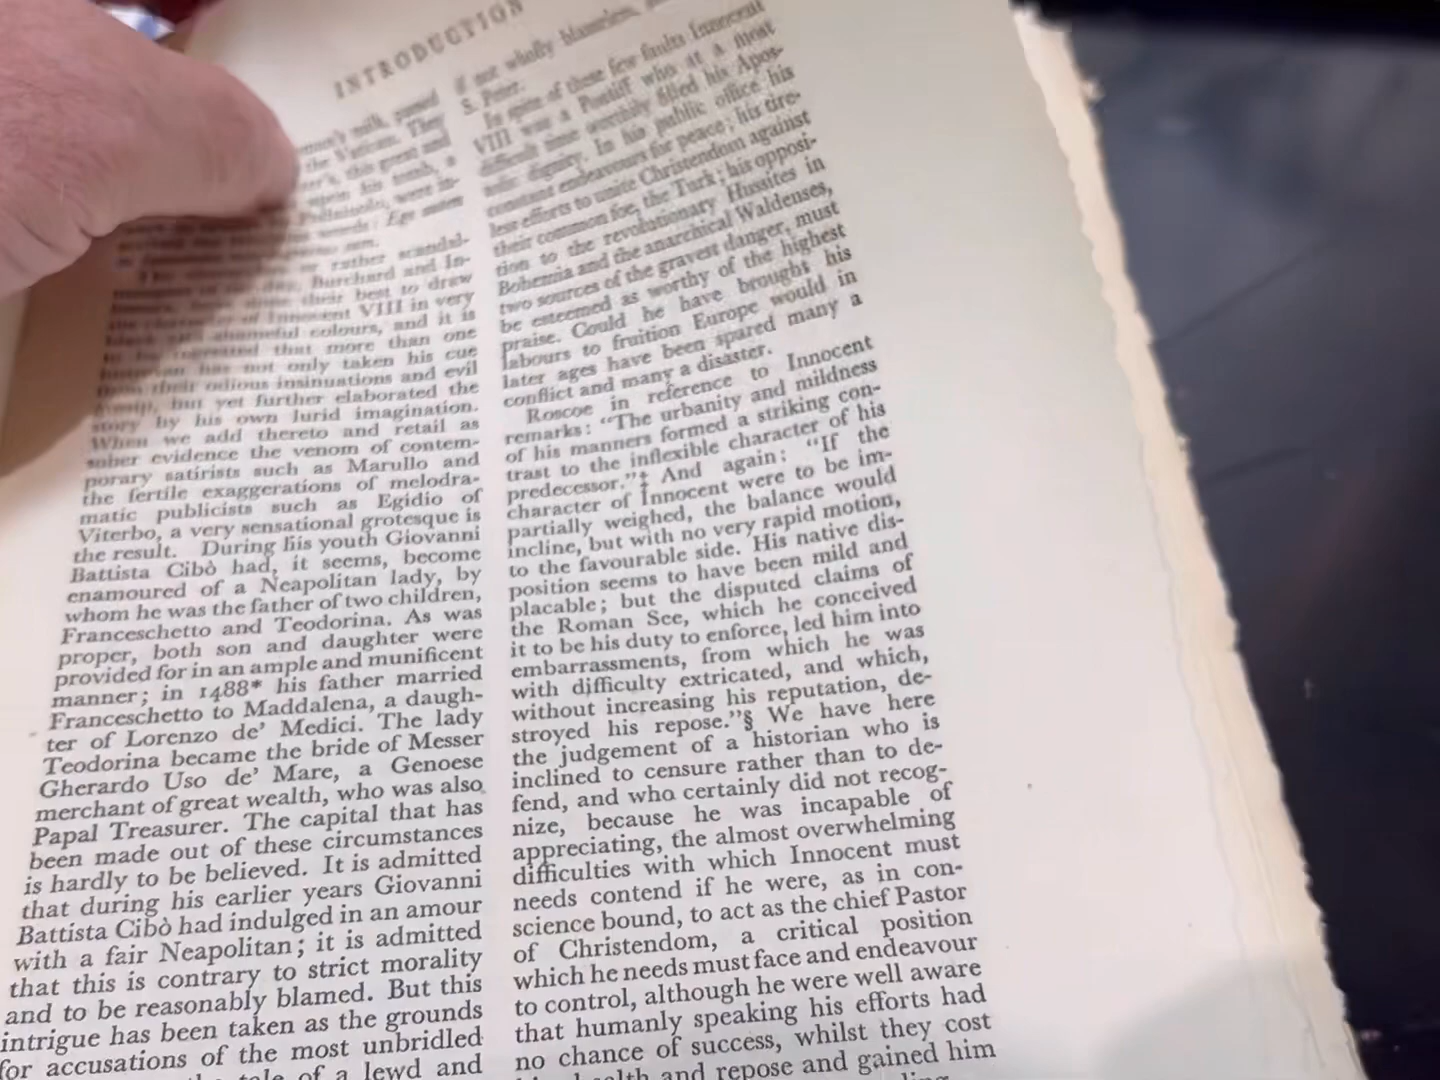 INTRODUCTION
milk,
the Vatican. They
this great and
upon his tomb, a
were in-
Ego autem
or rather scandal-
Burchard and In-
their best to draw
of Innocent VIII in very
colours, and it is
to be regretted that more than one
historian has not only taken his cue
from their odious insinuations and evil
gossip, but yet further elaborated the
story by his own lurid imagination.
When we add thereto and retail as
sober evidence the venom of contem-
porary satirists such as Marullo and
the fertile exaggerations of melodra-
matic publicists such as Egidio of
Viterbo, a very sensational grotesque is
the result. During his youth Giovanni
Battista Cibò had, it seems, become
enamoured of a Neapolitan lady, by
whom he was the father of two children,
Franceschetto and Teodorina. As was
proper, both son and daughter were
provided for in an ample and munificent
manner; in 1488* his father married
Franceschetto to Maddalena, a daugh-
ter of Lorenzo de' Medici. The lady
Teodorina became the bride of Messer
Gherardo Uso de' Mare, a Genoese
merchant of great wealth, who was also
Papal Treasurer. The capital that has
been made out of these circumstances
is hardly to be believed. It is admitted
that during his earlier years Giovanni
Battista Cibò had indulged in an amour
with a fair Neapolitan; it is admitted
that this is contrary to strict morality
and to be reasonably blamed. But this
intrigue has been taken as the grounds
for accusations of the most unbridled
tale of a lewd and
if not wholly blameless,
S. Peter.
In spite of these few faults Innocent
VIII was a Pontiff who at a most
difficult time worthily filled his Apos-
tolic dignity. In his public office his
constant endeavours for peace; his tire-
less efforts to unite Christendom against
their common foe, the Turk; his opposi-
tion to the revolutionary Hussites in
Bohemia and the anarchical Waldenses,
two sources of the gravest danger, must
be esteemed as worthy of the highest
praise. Could he have brought his
labours to fruition Europe would in
later ages have been spared many a
conflict and many a disaster.
Roscoe in reference to Innocent
remarks: “The urbanity and mildness
of his manners formed a striking con-
trast to the inflexible character of his
predecessor.”‡ And again: “If the
character of Innocent were to be im-
partially weighed, the balance would
incline, but with no very rapid motion,
to the favourable side. His native dis-
position seems to have been mild and
placable; but the disputed claims of
the Roman See, which he conceived
it to be his duty to enforce, led him into
embarrassments, from which he was
with difficulty extricated, and which,
without increasing his reputation, de-
stroyed his repose.”§ We have here
the judgement of a historian who is
inclined to censure rather than to de-
fend, and who certainly did not recog-
nize, because he was incapable of
appreciating, the almost overwhelming
difficulties with which Innocent must
needs contend if he were, as in con-
science bound, to act as the chief Pastor
of Christendom, a critical position
which he needs must face and endeavour
to control, although he were well aware
that humanly speaking his efforts had
no chance of success, whilst they cost
health and repose and gained him